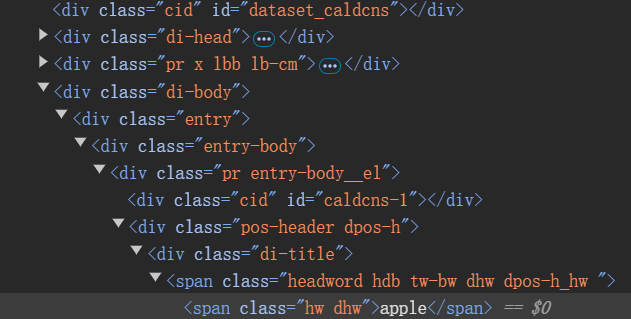 <div class="cid" id="dataset_caldcns"></div>
<div class="di-head">…</div>
<div class="pr x lbb lb-cm">…</div>
<div class="di-body">
<div class="entry">
<div class="entry-body">
<div class="pr entry-body__el">
<div class="cid" id="caldcns-1"></div>
<div class="pos-header dpos-h">
<div class="di-title">
<span class="headword hdb tw-bw dhw dpos-h_hw ">
<span class="hw dhw">apple</span> == $0